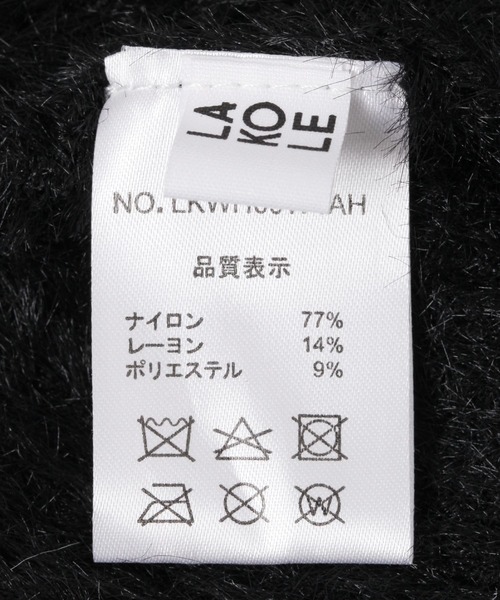 LA
KO
LE
NO.
品質表示
ナイロン 77%
レーヨン 14%
ポリエステル 9%
W